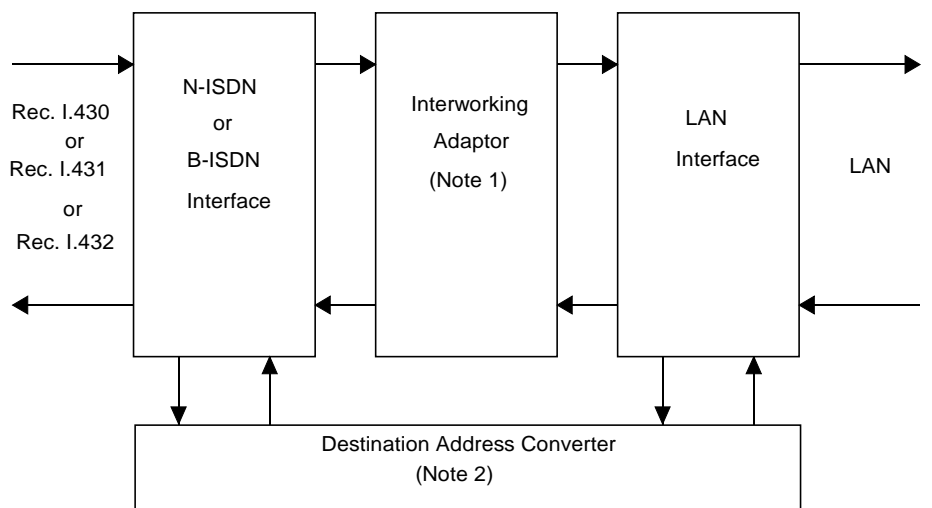 Rec. I.430
or
Rec. I.431
or
Rec. I.432
N-ISDN
or
B-ISDN
Interface
Interworking
Adaptor
(Note 1)
LAN
Interface
LAN
Destination Address Converter
(Note 2)